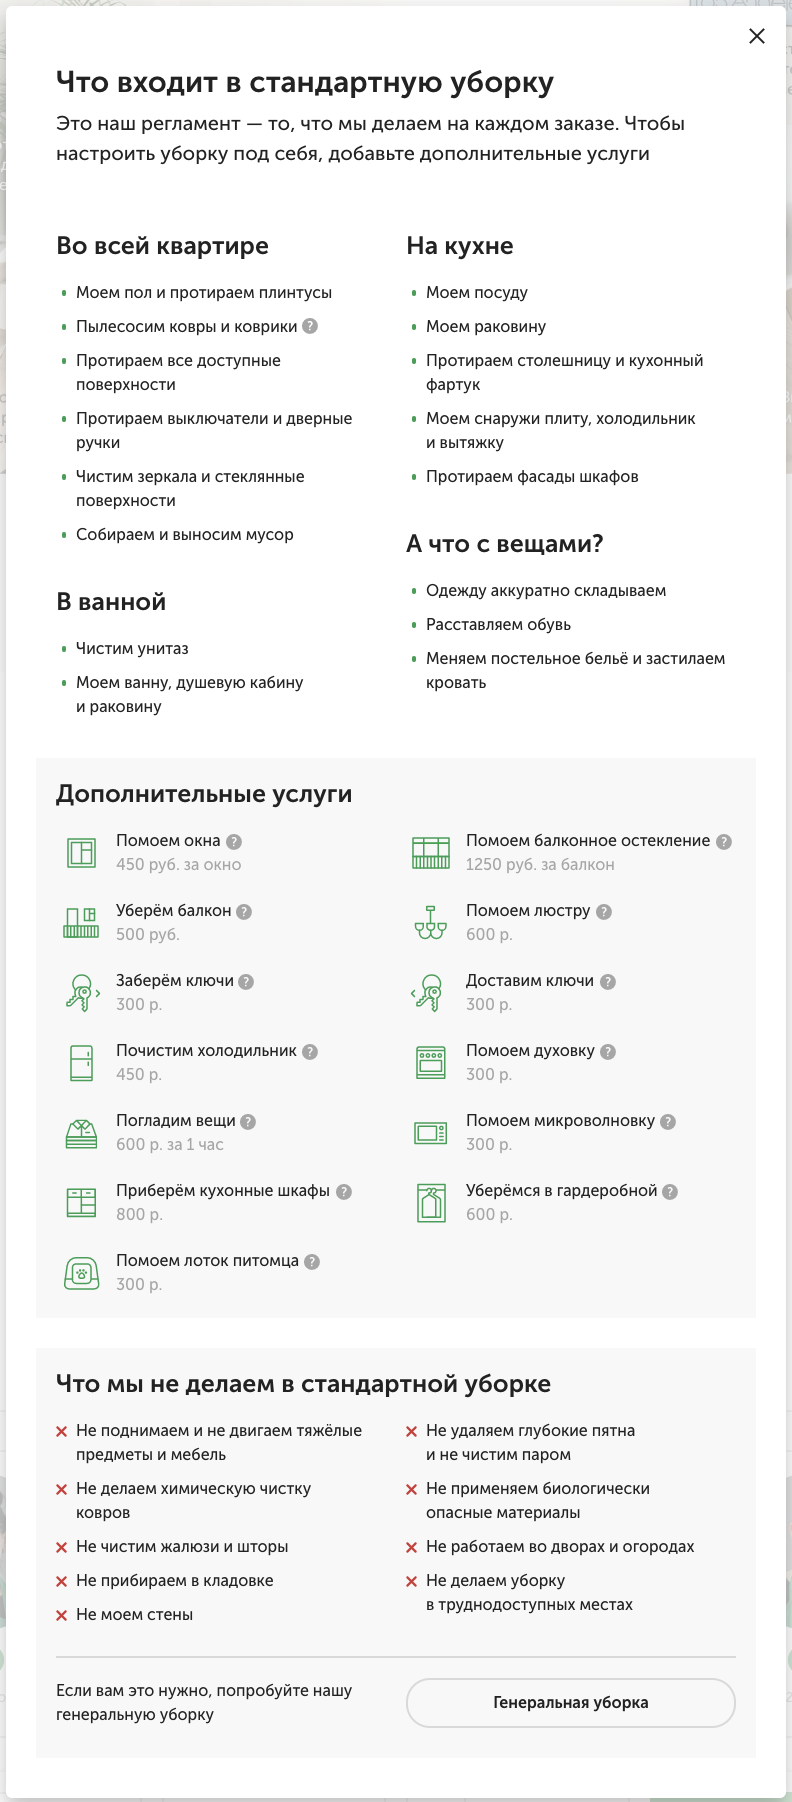 Что входит в стандартную уборку
Это наш регламент — то, что мы делаем на каждом заказе. Чтобы
настроить уборку под себя, добавьте дополнительные услуги
Во всей квартире
Моем пол и протираем плинтусы
Пылесосим ковры и коврики ?
Протираем все доступные
поверхности
Протираем выключатели и дверные
ручки
Чистим зеркала и стеклянные
поверхности
Собираем и выносим мусор
В ванной
Чистим унитаз
Моем ванну, душевую кабину
и раковину
На кухне
Моем посуду
Моем раковину
Протираем столешницу и кухонный
фартук
Моем снаружи плиту, холодильник
и вытяжку
Протираем фасады шкафов
А что с вещами?
Одежду аккуратно складываем
Расставляем обувь
Меняем постельное бельё и застилаем
кровать
Дополнительные услуги
Помоем окна ?
450 руб. за окно
Помоем балконное остекление ?
1250 руб. за балкон
Уберём балкон ?
500 руб.
Помоем люстру ?
600 р.
Заберём ключи ?
300 р.
Доставим ключи ?
300 р.
Почистим холодильник ?
450 р.
Помоем духовку ?
300 р.
Погладим вещи ?
600 р. за 1 час
Помоем микроволновку ?
300 р.
Приберём кухонные шкафы ?
800 р.
Уберёмся в гардеробной ?
600 р.
Помоем лоток питомца ?
300 р.
Что мы не делаем в стандартной уборке
Не поднимаем и не двигаем тяжёлые
предметы и мебель
Не делаем химическую чистку
ковров
Не чистим жалюзи и шторы
Не прибираем в кладовке
Не моем стены
Не удаляем глубокие пятна
и не чистим паром
Не применяем биологически
опасные материалы
Не работаем во дворах и огородах
Не делаем уборку
в труднодоступных местах
Если вам это нужно, попробуйте нашу
генеральную уборку
Генеральная уборка